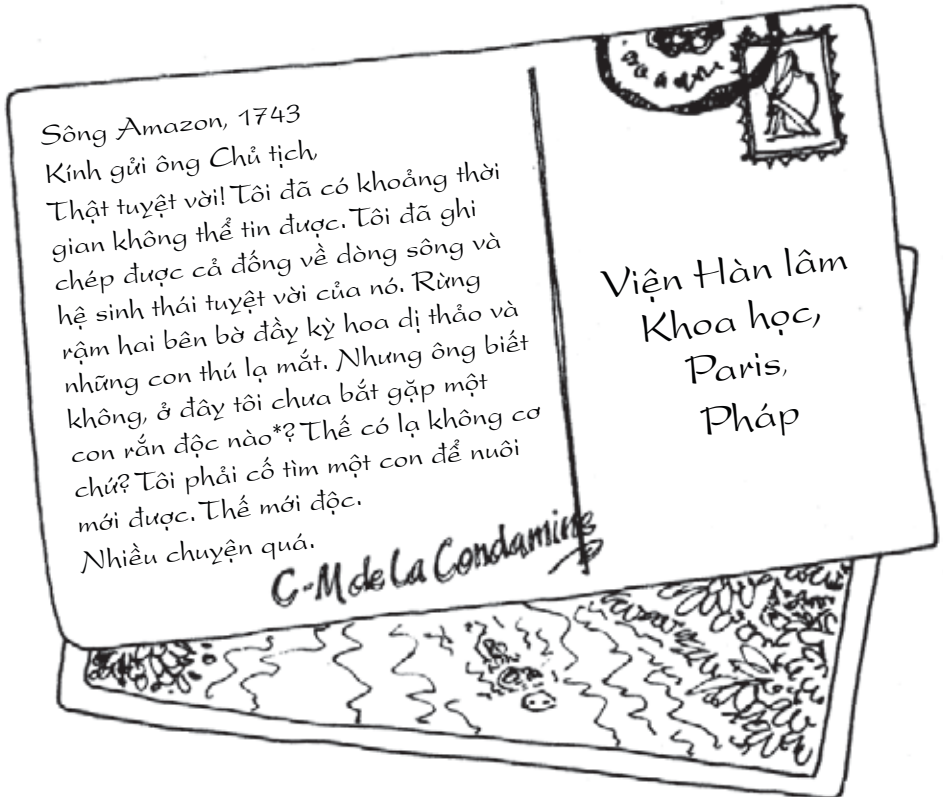 Sông Amazon, 1743
Kính gửi ông Chủ tịch,
Thật tuyệt vời! Tôi đã có khoảng thời
gian không thể tin được. Tôi đã ghi
chép được cả đống về dòng sông và
hệ sinh thái tuyệt vời của nó. Rừng
rậm hai bên bờ đầy kỳ hoa dị thảo và
những con thú lạ mắt. Nhưng ông biết
không, ở đây tôi chưa bắt gặp một
con rắn độc nào*? Thế có lạ không cơ
chứ? Tôi phải cố tìm một con để nuôi
mới được. Thế mới độc.
Nhiều chuyện quá.
C-M de La Condamine
Viện Hàn lâm
Khoa học,
Paris,
Pháp